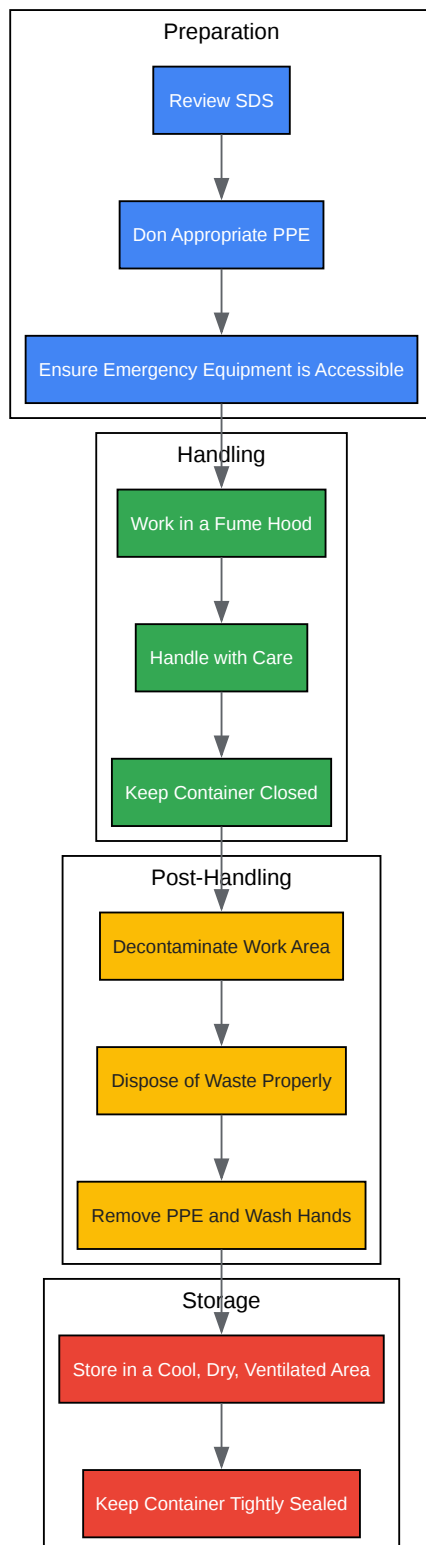 Preparation
Review SDS
Don Appropriate PPE
Ensure Emergency Equipment is Accessible
Handling
Work in a Fume Hood
Handle with Care
Keep Container Closed
Post-Handling
Decontaminate Work Area
Dispose of Waste Properly
Remove PPE and Wash Hands
Storage
Store in a Cool, Dry, Ventilated Area
Keep Container Tightly Sealed